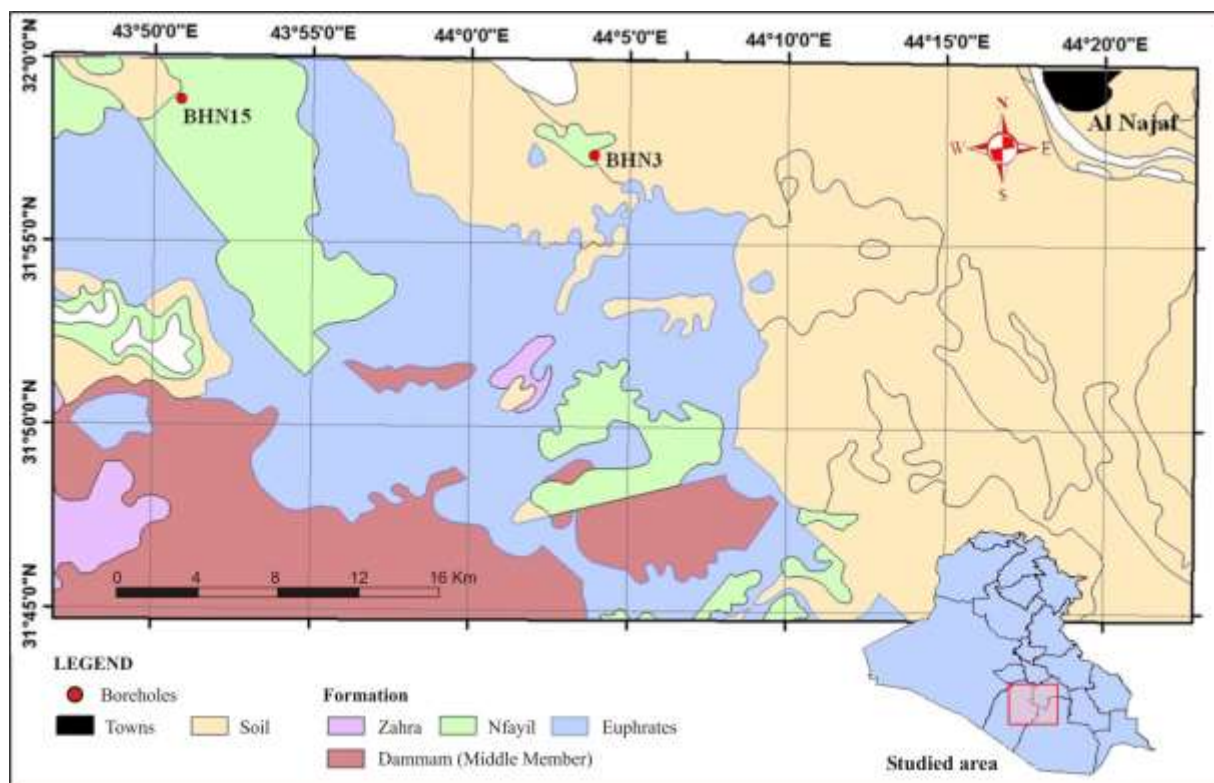 43°50'0"E 43°55'0"E 44°0'0"E 44°5'0"E 44°10'0"E 44°15'0"E 44°20'0"E
32°0'0"N
BHN15
BHN3
Al Najaf
N
W E
S
31°55'0"N
31°50'0"N
31°45'0"N
0 4 8 12 16 Km
LEGEND
Boreholes
Formation
Towns Soil Zahra Nfayil Euphrates
Dammam (Middle Member)
Studied area